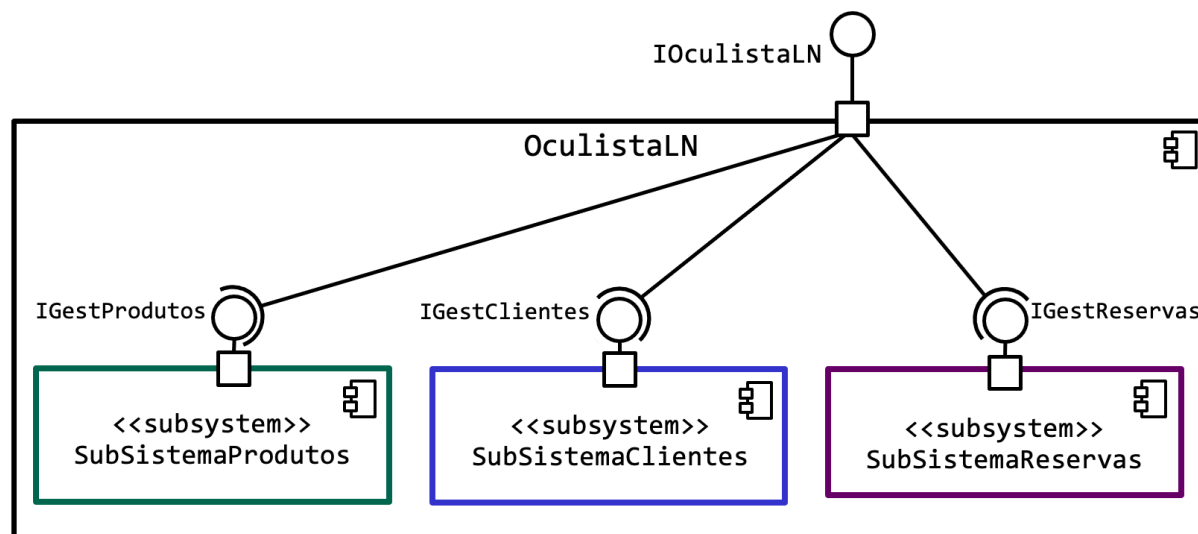 IOculistaLN
OculistaLN
IGestProdutos
IGestClientes
IGestReservas
<<subsystem>>
SubSistemaProdutos
<<subsystem>>
SubSistemaClientes
<<subsystem>>
SubSistemaReservas